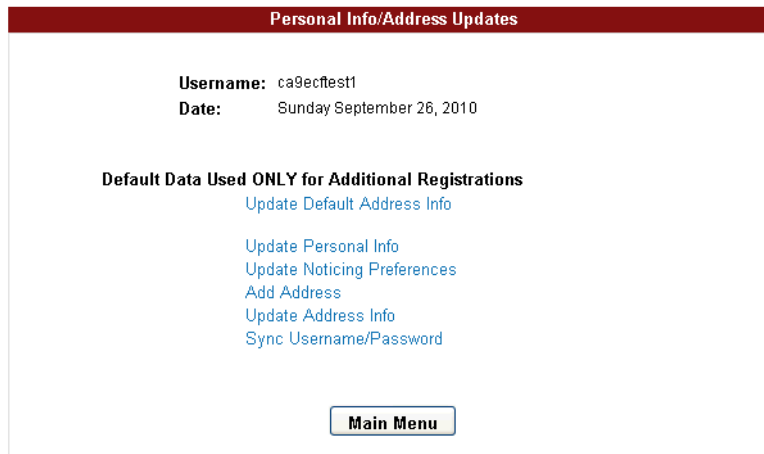 Personal Info/Address Updates
Username: ca9ecftest1
Date: Sunday September 26, 2010
Default Data Used ONLY for Additional Registrations
Update Default Address Info
Update Personal Info
Update Noticing Preferences
Add Address
Update Address Info
Sync Username/Password
Main Menu